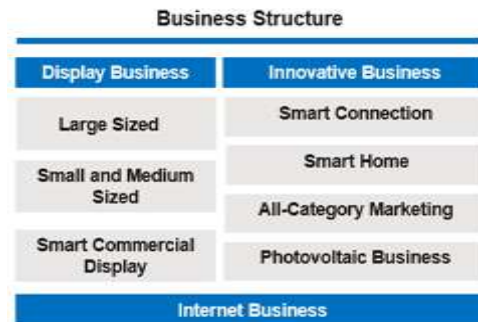 Business Structure
Display Business
Large Sized
Small and Medium
Sized
Smart Commercial
Display
Innovative Business
Smart Connection
Smart Home
All-Category Marketing
Photovoltaic Business
Internet Business